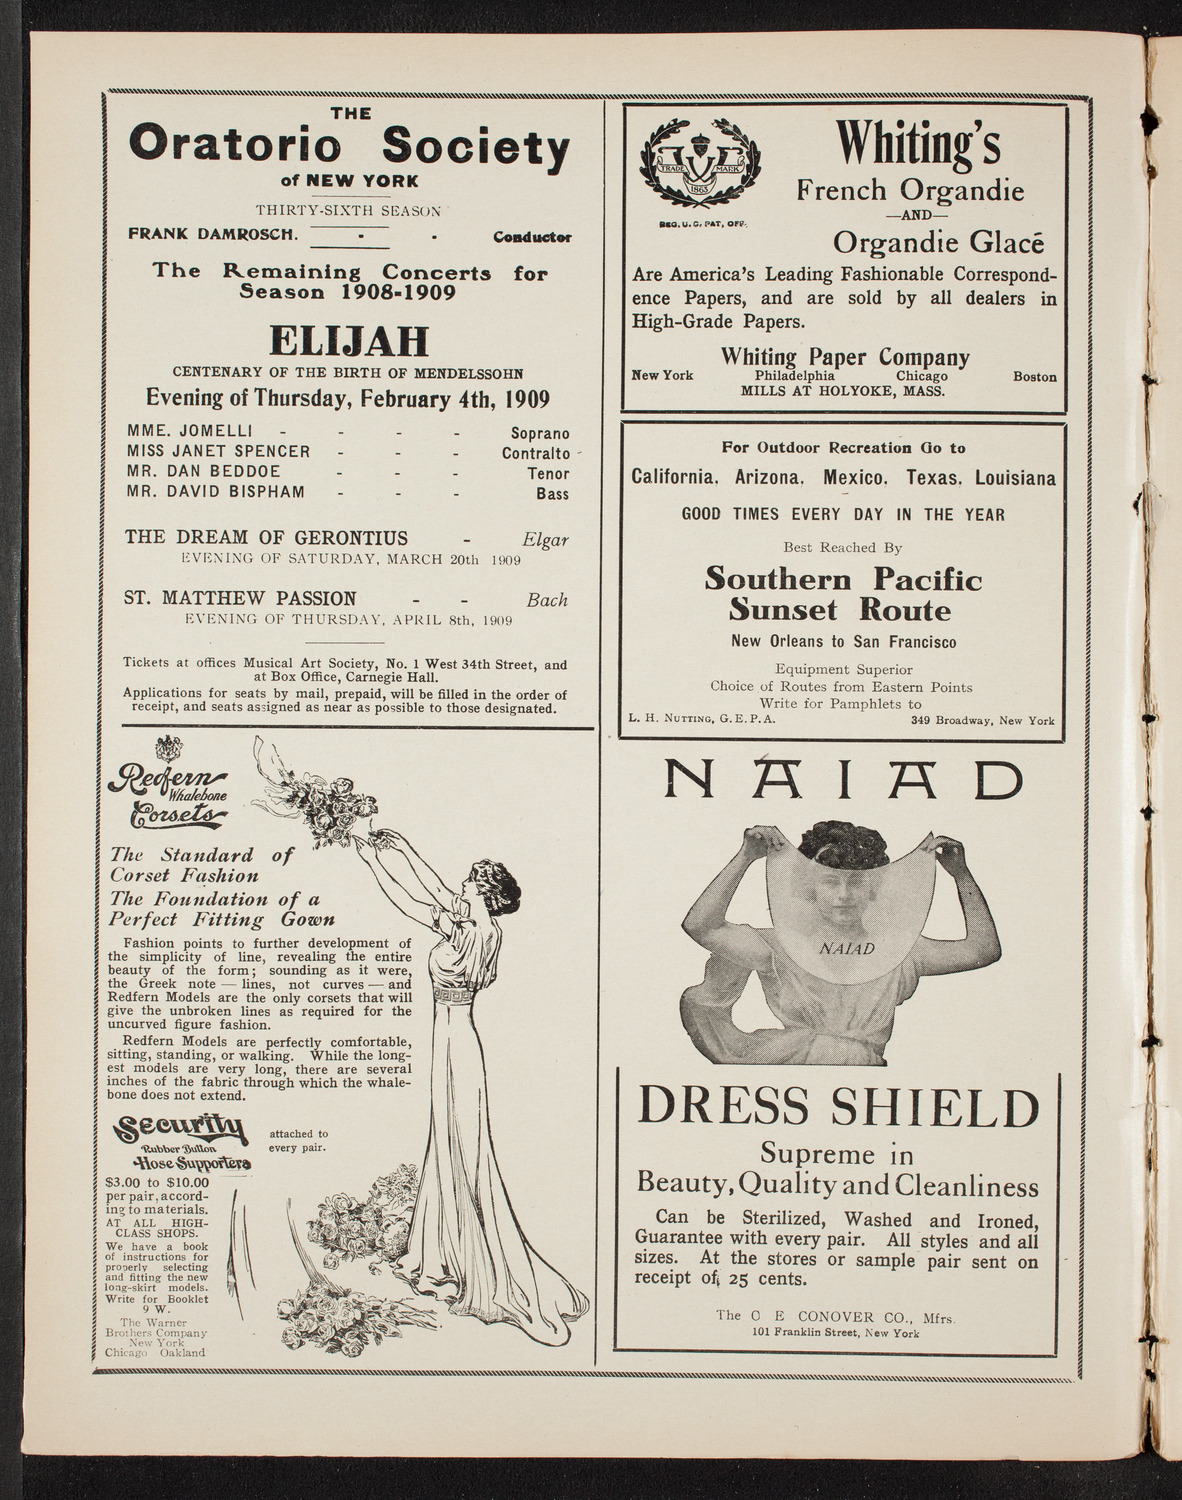 THE
Oratorio Society
of NEW YORK
THIRTY-SIXTH SEASON
FRANK DAMROSCH. - - Conductor
The Remaining Concerts for
Season 1908-1909
ELIJAH
CENTENARY OF THE BIRTH OF MENDELSSOHN
Evening of Thursday, February 4th, 1909
MME. JOMELLI - - - - Soprano
MISS JANET SPENCER - - - Contralto
MR. DAN BEDDOE - - - Tenor
MR. DAVID BISPHAM - - - Bass
THE DREAM OF GERONTIUS - Elgar
EVENING OF SATURDAY, MARCH 20th 1909
ST. MATTHEW PASSION - - Bach
EVENING OF THURSDAY, APRIL 8th, 1909
Tickets at offices Musical Art Society, No. 1 West 34th Street, and
at Box Office, Carnegie Hall.
Applications for seats by mail, prepaid, will be filled in the order of
receipt, and seats assigned as near as possible to those designated.
Redfern
Whalebone
Corsets
The Standard of
Corset Fashion
The Foundation of a
Perfect Fitting Gown
Fashion points to further development of
the simplicity of line, revealing the entire
beauty of the form; sounding as it were,
the Greek note — lines, not curves — and
Redfern Models are the only corsets that will
give the unbroken lines as required for the
uncurved figure fashion.
Redfern Models are perfectly comfortable,
sitting, standing, or walking. While the long-
est models are very long, there are several
inches of the fabric through which the whale-
bone does not extend.
Security
Rubber Button
Hose Supporters
attached to
every pair.
$3.00 to $10.00
per pair, accord-
ing to materials.
AT ALL HIGH-
CLASS SHOPS.
We have a book
of instructions for
properly selecting
and fitting the new
long-skirt models.
Write for Booklet
9 W.
The Warner
Brothers Company
New York
Chicago Oakland
TRADE MARK
1865
REG. U.S. PAT. OFF.
Whiting's
French Organdie
—AND—
Organdie Glacé
Are America's Leading Fashionable Correspond-
ence Papers, and are sold by all dealers in
High-Grade Papers.
Whiting Paper Company
New York Philadelphia Chicago Boston
MILLS AT HOLYOKE, MASS.
For Outdoor Recreation Go to
California, Arizona, Mexico, Texas, Louisiana
GOOD TIMES EVERY DAY IN THE YEAR
Best Reached By
Southern Pacific
Sunset Route
New Orleans to San Francisco
Equipment Superior
Choice of Routes from Eastern Points
Write for Pamphlets to
L. H. NUTTING, G. E. P. A. 349 Broadway, New York
NAIAD
NAIAD
DRESS SHIELD
Supreme in
Beauty, Quality and Cleanliness
Can be Sterilized, Washed and Ironed,
Guarantee with every pair. All styles and all
sizes. At the stores or sample pair sent on
receipt of 25 cents.
The C E CONOVER CO., Mfrs.
101 Franklin Street, New York